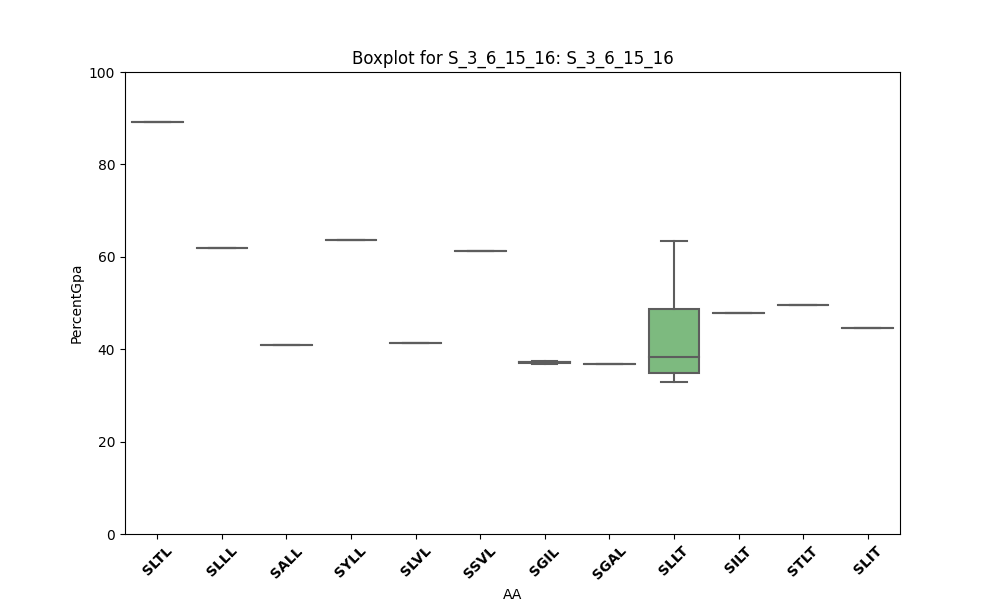 Boxplot for S_3_6_15_16: S_3_6_15_16
100
80
60
40
20
0
PercentGpa
SLTL SLLL SALL SYLL SLVL SSVL SGIL SGAL SLLT SILT STLT SLIT
AA